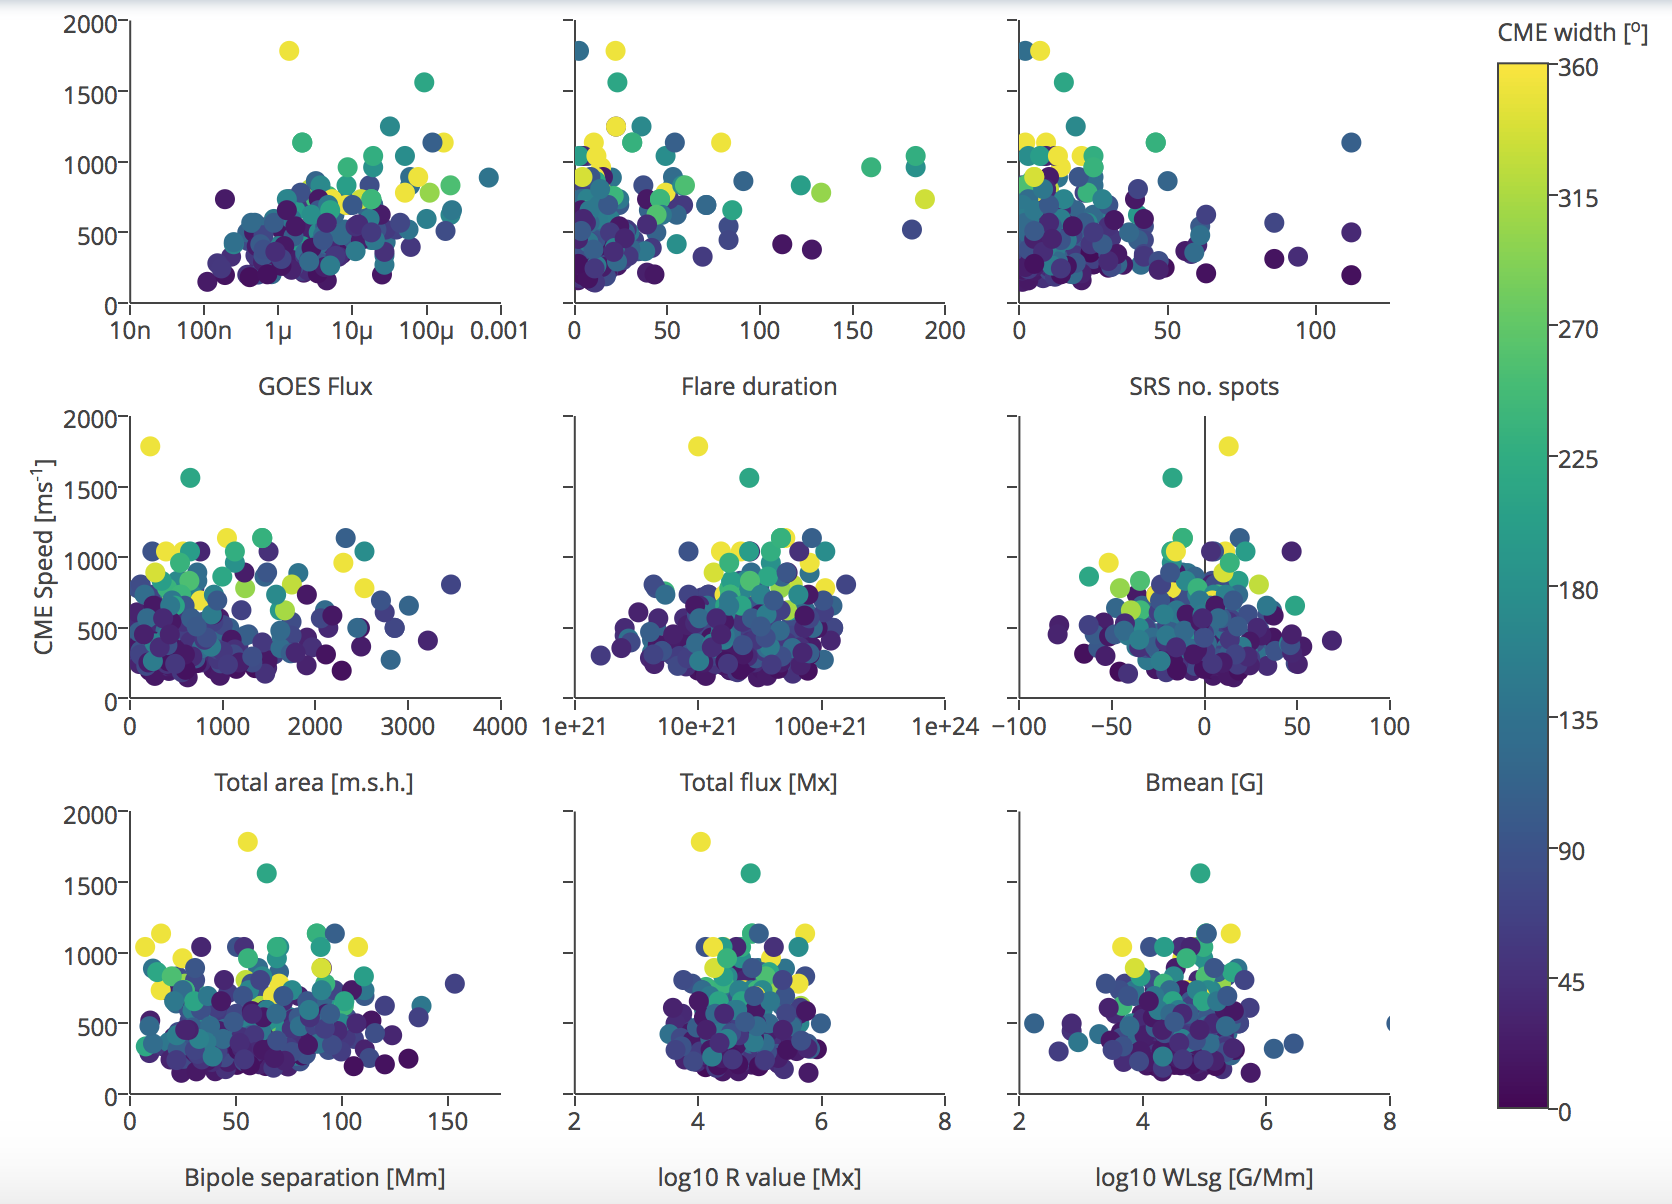 CME width [º]
2000
1500
1000
500
0
10n 100n 1μ 10μ 100μ 0.001
0 50 100 150 200
0 50 100
GOES Flux
Flare duration
SRS no. spots
CME Speed [ms⁻¹]
2000
1500
1000
500
0
0 1000 2000 3000 4000
1e+21 10e+21 100e+21 1e+24
−100 −50 0 50 100
Total area [m.s.h.]
Total flux [Mx]
Bmean [G]
2000
1500
1000
500
0
0 50 100 150
2 4 6 8
2 4 6 8
Bipole separation [Mm]
log10 R value [Mx]
log10 WLsg [G/Mm]
360
315
270
225
180
135
90
45
0